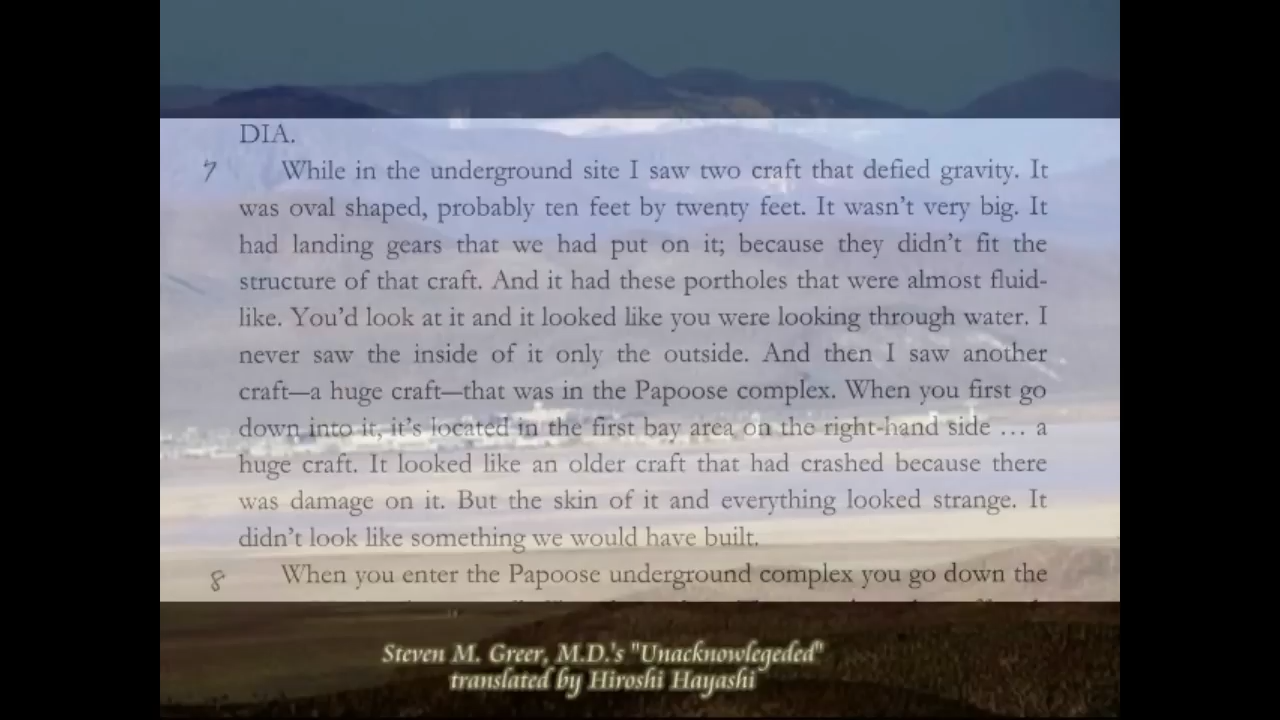 DIA.
7 While in the underground site I saw two craft that defied gravity. It
was oval shaped, probably ten feet by twenty feet. It wasn't very big. It
had landing gears that we had put on it; because they didn't fit the
structure of that craft. And it had these portholes that were almost fluid-
like. You'd look at it and it looked like you were looking through water. I
never saw the inside of it only the outside. And then I saw another
craft—a huge craft—that was in the Papoose complex. When you first go
down into it, it's located in the first bay area on the right-hand side … a
huge craft. It looked like an older craft that had crashed because there
was damage on it. But the skin of it and everything looked strange. It
didn't look like something we would have built.
8 When you enter the Papoose underground complex you go down the
Steven M. Greer, M.D.'s "Unacknowlegeded"
translated by Hiroshi Hayashi